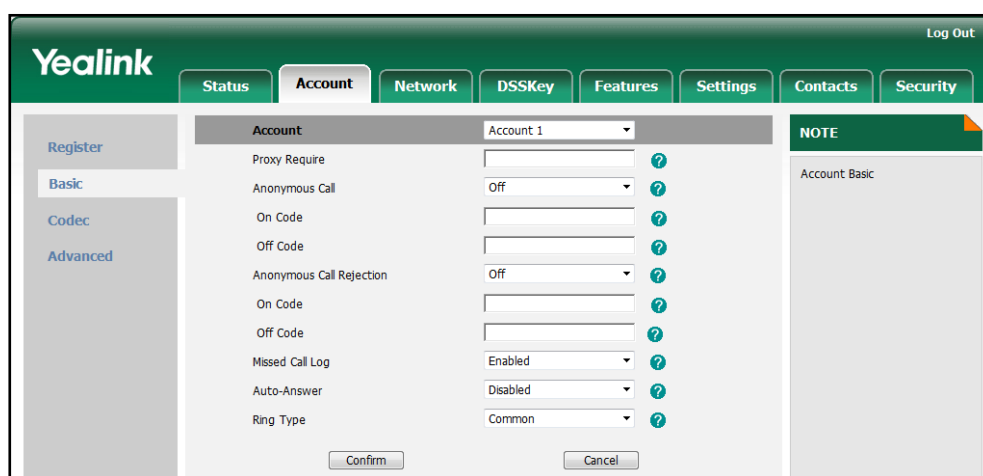 Log Out
Yealink
Status Account Network DSSKey Features Settings Contacts Security
Register
Basic
Codec
Advanced
Account Account 1
Proxy Require ?
Anonymous Call Off ?
On Code ?
Off Code ?
Anonymous Call Rejection Off ?
On Code ?
Off Code ?
Missed Call Log Enabled ?
Auto-Answer Disabled ?
Ring Type Common ?
Confirm Cancel
NOTE
Account Basic